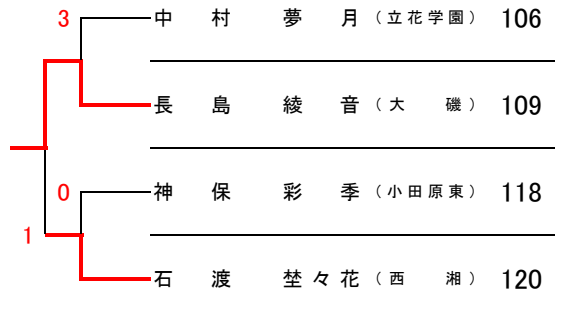 3 中村 夢月（立花学園） 106
長島 綾音（大 磯） 109
0 神保 彩季（小田原東） 118
1
石渡 埜々花（西 湘） 120